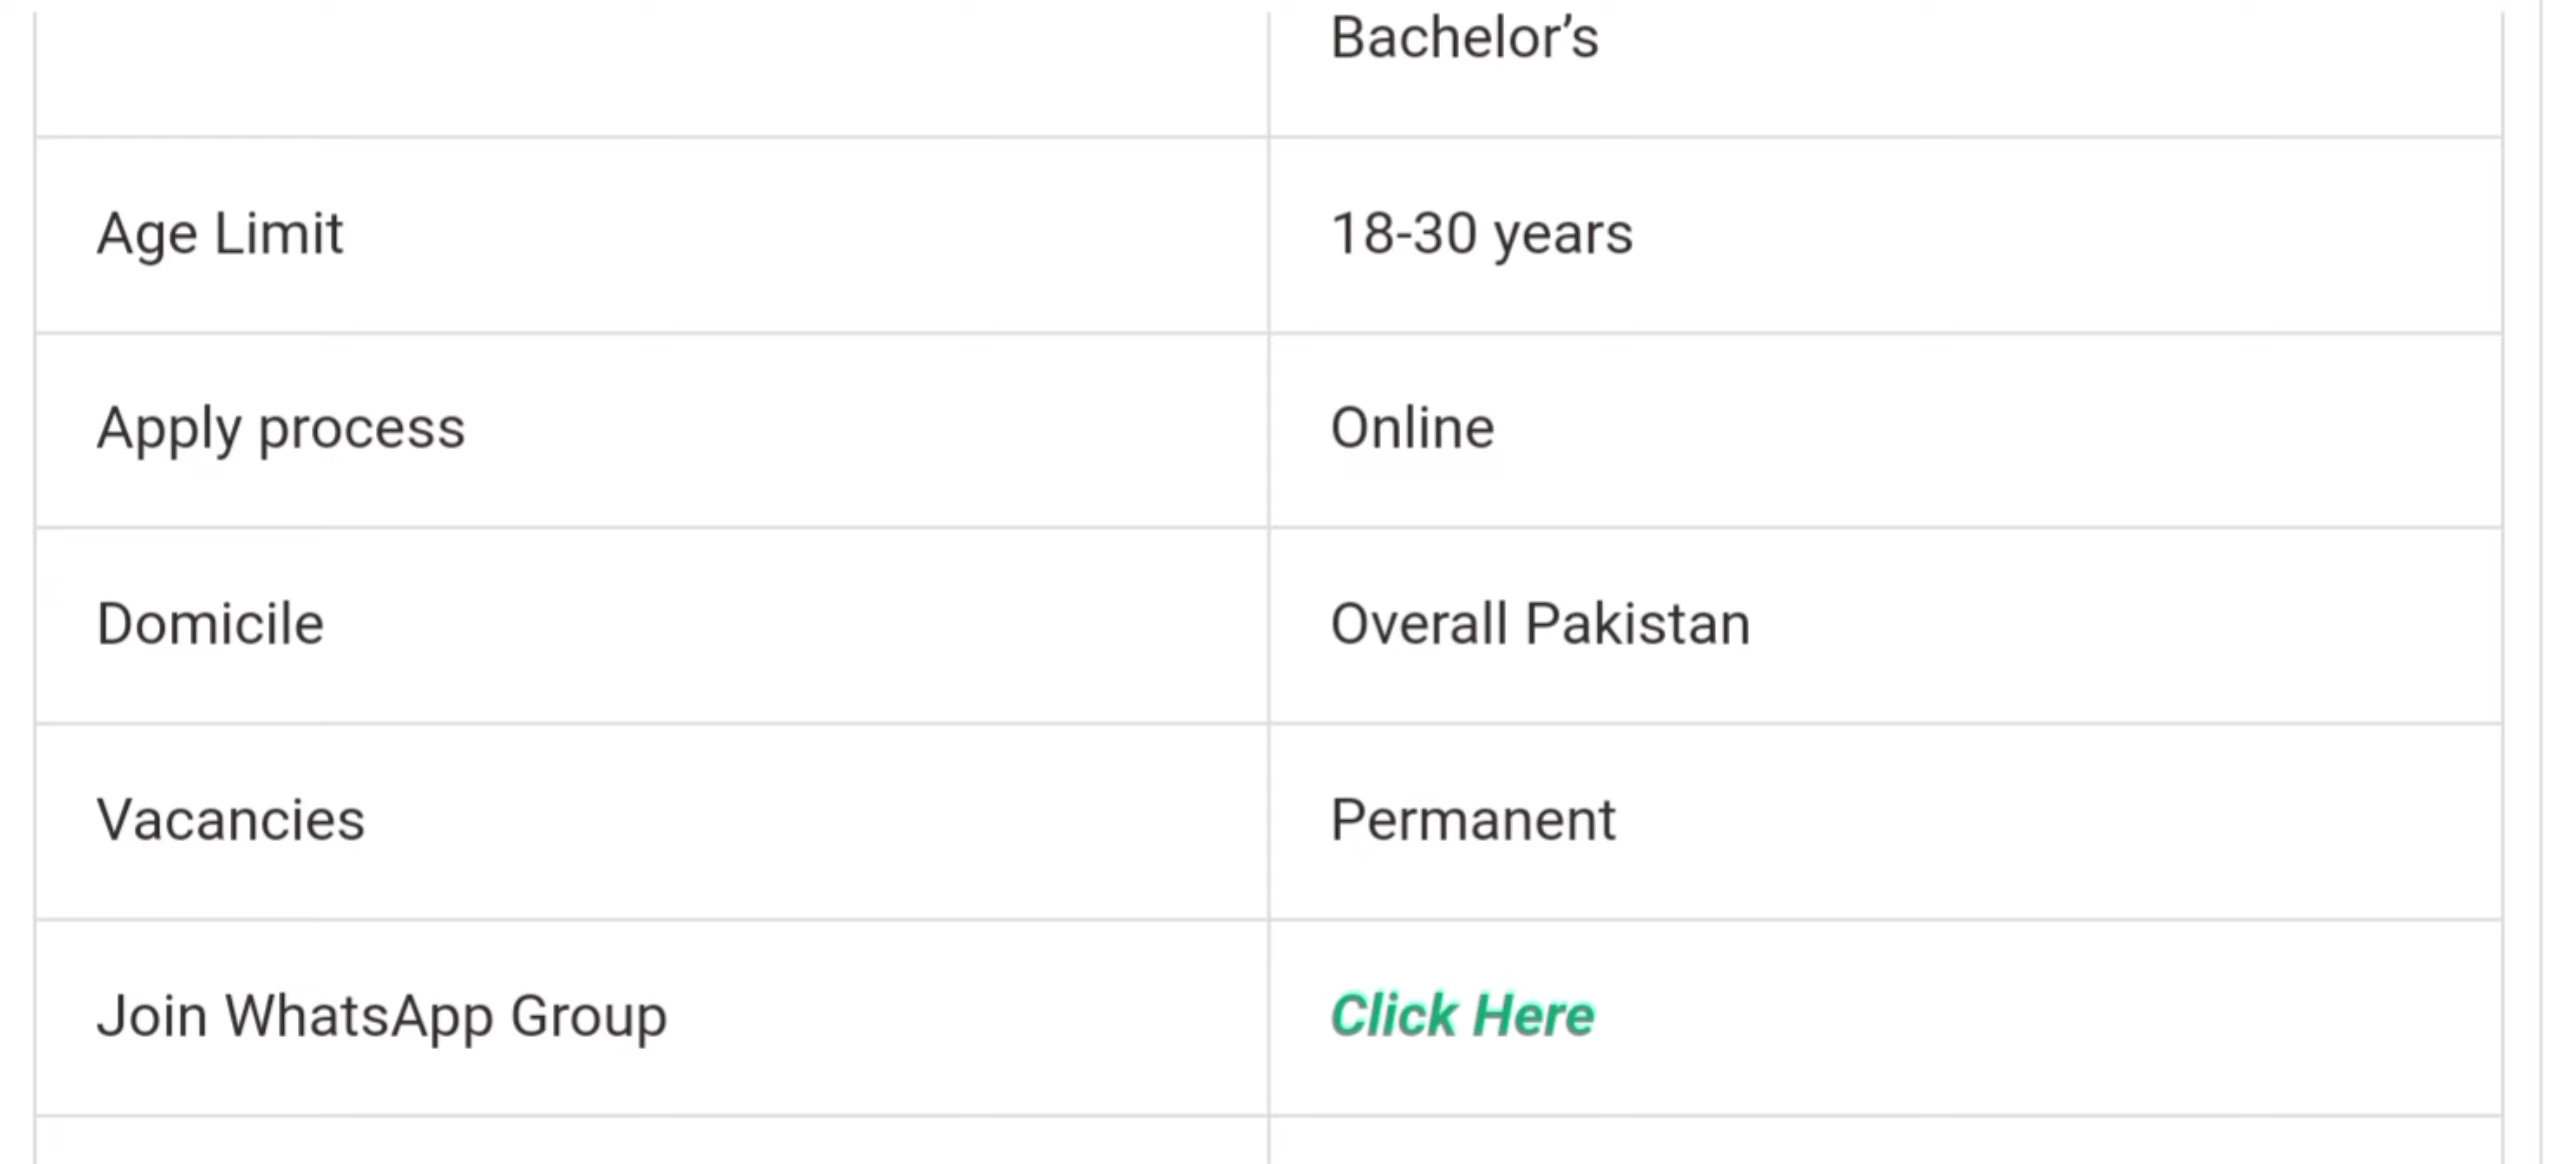 Bachelor’s
Age Limit 18-30 years
Apply process Online
Domicile Overall Pakistan
Vacancies Permanent
Join WhatsApp Group Click Here